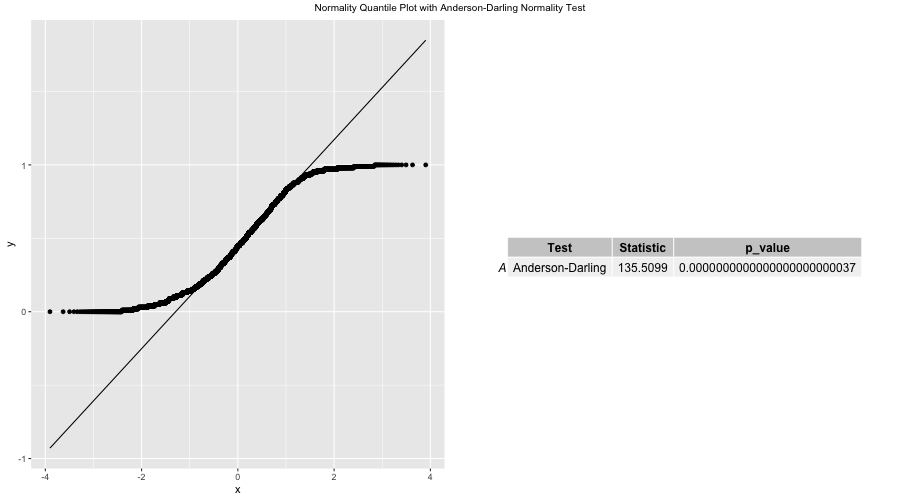 Normality Quantile Plot with Anderson-Darling Normality Test
1
0
-1
y
-4 -2 0 2 4
x
Test Statistic p_value
A Anderson-Darling 135.5099 0.0000000000000000000000037